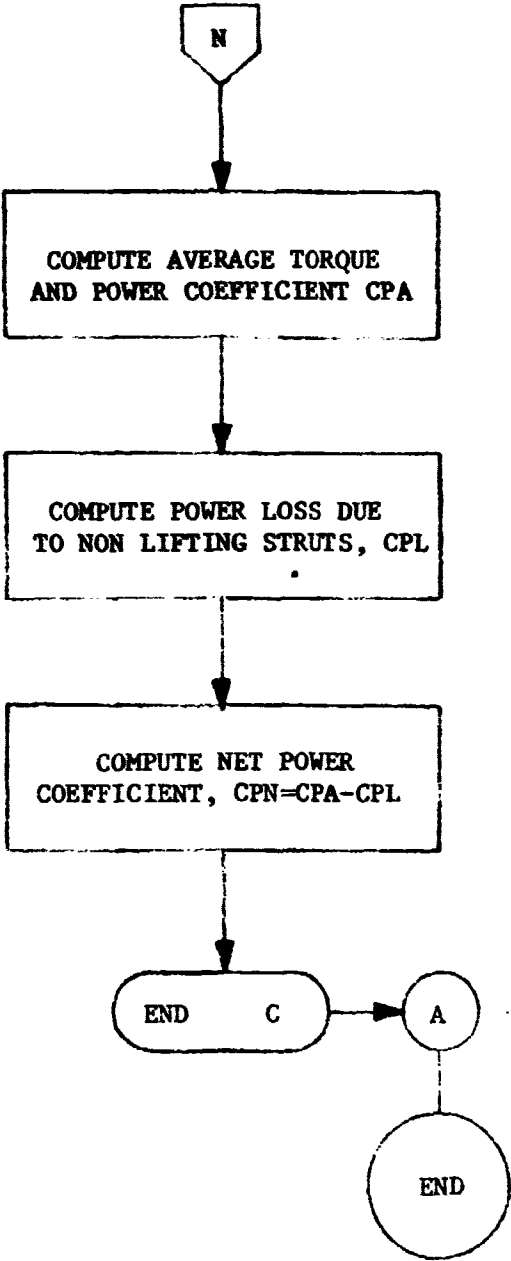 N
COMPUTE AVERAGE TORQUE
AND POWER COEFFICIENT CPA
COMPUTE POWER LOSS DUE
TO NON LIFTING STRUTS, CPL
COMPUTE NET POWER
COEFFICIENT, CPN=CPA-CPL
END C
A
END